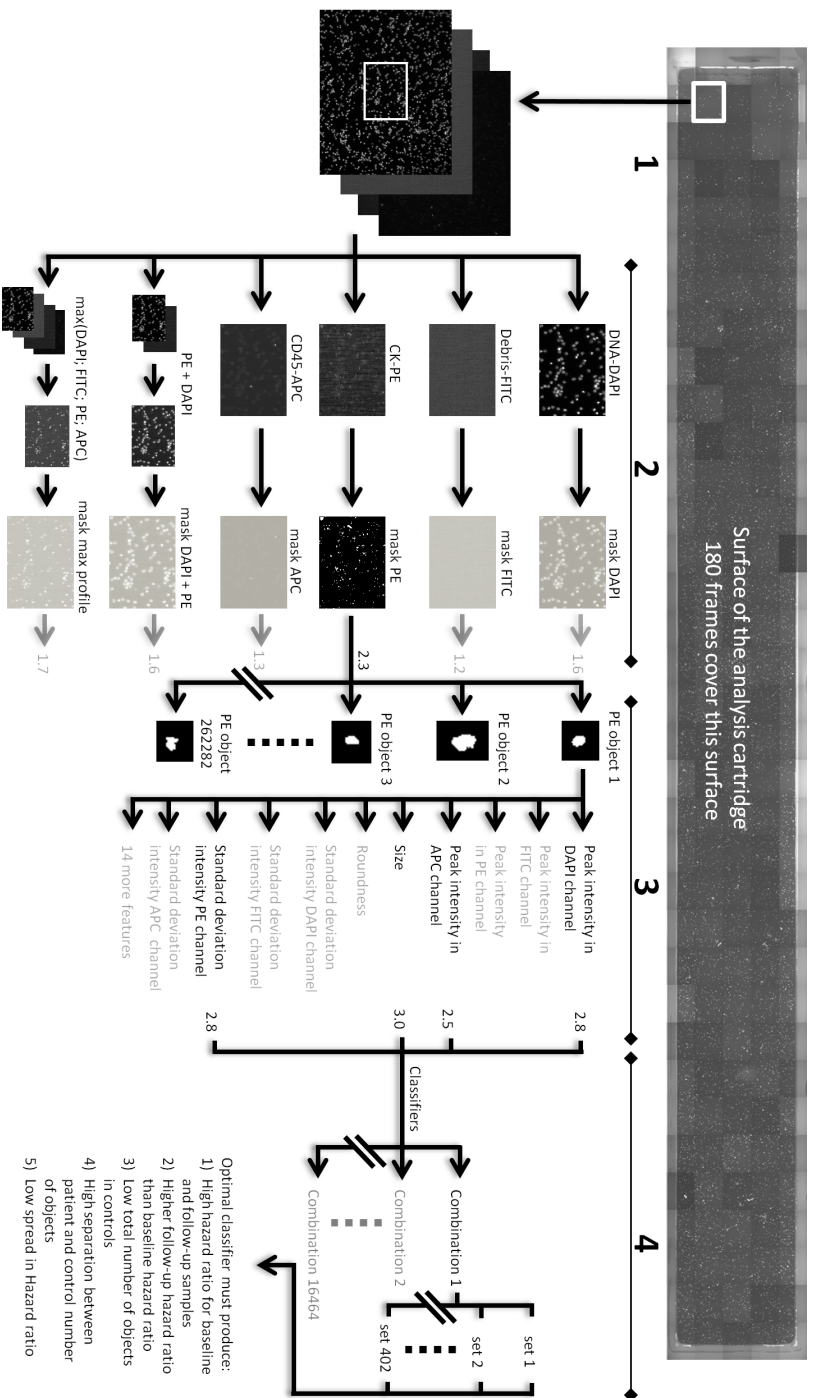 Surface of the analysis cartridge
180 frames cover this surface
1
2
3
4
DNA-DAPI
mask DAPI
1.6
Debris-FITC
mask FITC
1.2
CK-PE
mask PE
2.3
CD45-APC
mask APC
1.3
PE + DAPI
mask DAPI + PE
1.6
max(DAPI; FITC; PE; APC)
mask max profile
1.7
PE object 1
PE object 2
PE object 3
PE object
262282
Peak intensity in
DAPI channel
Peak intensity in
FITC channel
Peak intensity
in PE channel
Peak intensity in
APC channel
Size
Roundness
Standard deviation
intensity DAPI channel
Standard deviation
intensity FITC channel
Standard deviation
intensity PE channel
Standard deviation
intensity APC channel
14 more features
2.8
2.5
3.0
2.8
Classifiers
Combination 1
Combination 2
Combination 16464
set 1
set 2
set 402
Optimal classifier must produce:
1) High hazard ratio for baseline
and follow-up samples
2) Higher follow-up hazard ratio
than baseline hazard ratio
3) Low total number of objects
in controls
4) High separation between
patient and control number
of objects
5) Low spread in Hazard ratio